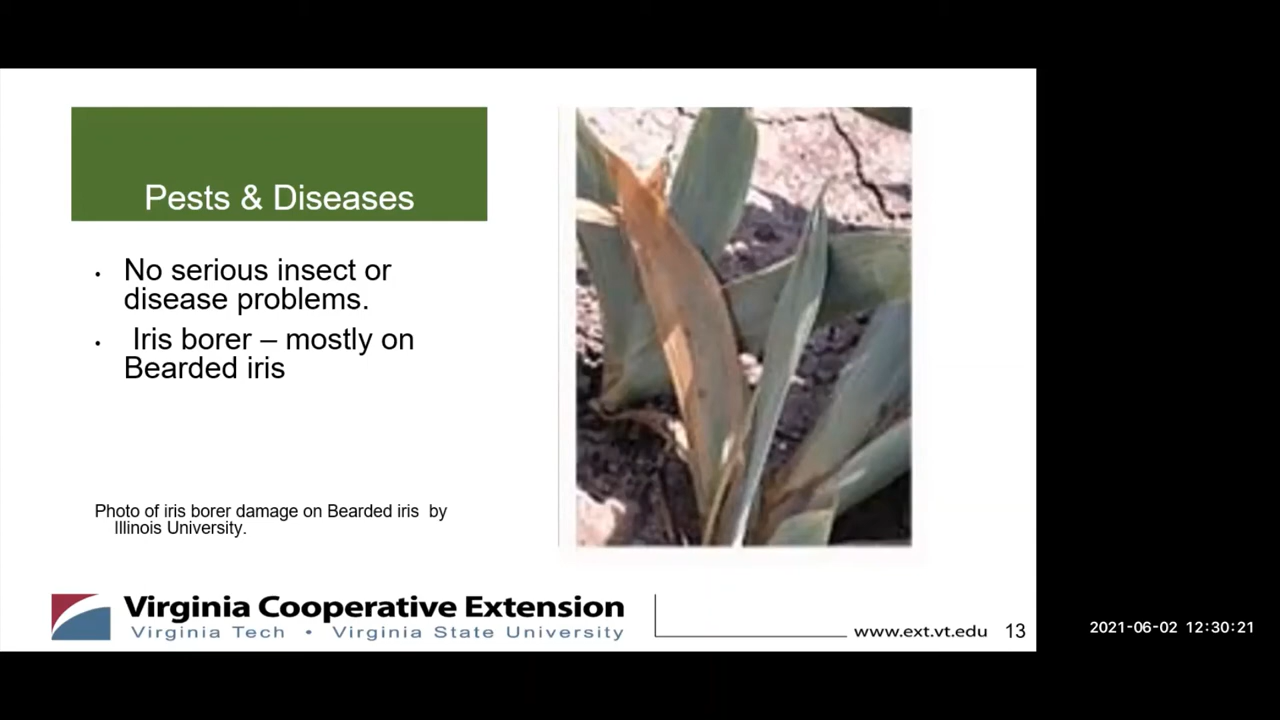 Pests & Diseases
• No serious insect or
disease problems.
• Iris borer – mostly on
Bearded iris
Photo of iris borer damage on Bearded iris by
Illinois University.
Virginia Cooperative Extension
Virginia Tech • Virginia State University
www.ext.vt.edu 13
2021-06-02 12:30:21